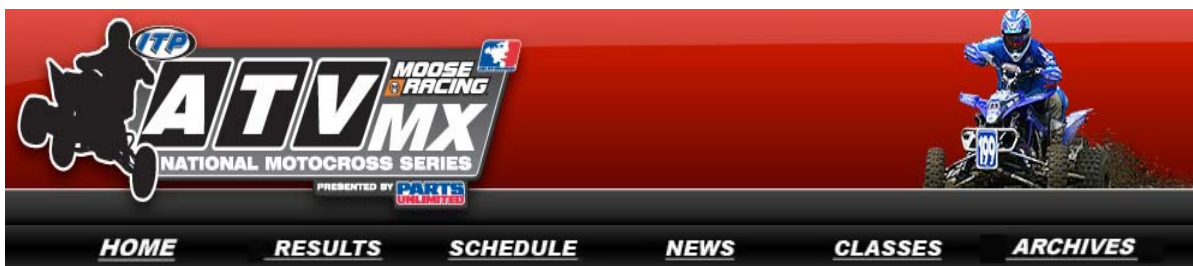 ITP
MOOSE
RACING
ATV MX
NATIONAL MOTOCROSS SERIES
PRESENTED BY PARTS
UNLIMITED
199
HOME RESULTS SCHEDULE NEWS CLASSES ARCHIVES